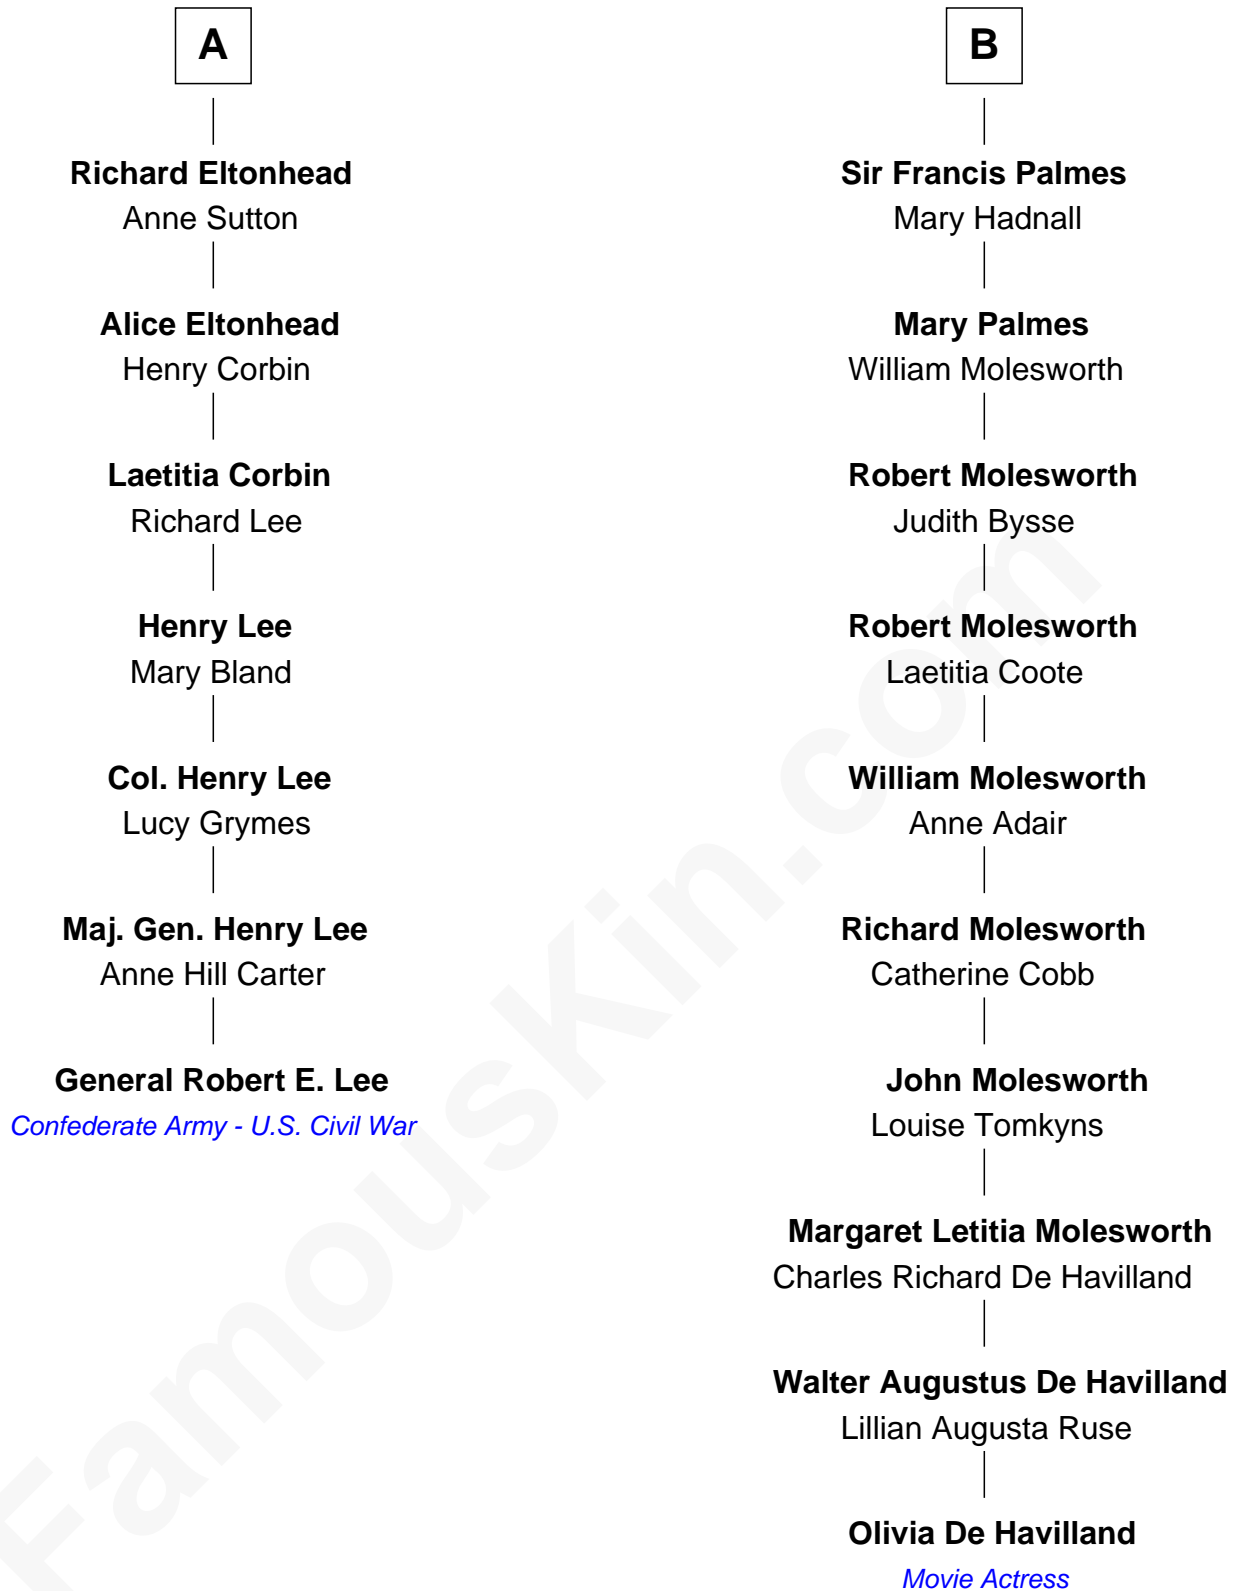 A
Richard Eltonhead
Anne Sutton
Alice Eltonhead
Henry Corbin
Laetitia Corbin
Richard Lee
Henry Lee
Mary Bland
Col. Henry Lee
Lucy Grymes
Maj. Gen. Henry Lee
Anne Hill Carter
General Robert E. Lee
Confederate Army - U.S. Civil War
B
Sir Francis Palmes
Mary Hadnall
Mary Palmes
William Molesworth
Robert Molesworth
Judith Bysse
Robert Molesworth
Laetitia Coote
William Molesworth
Anne Adair
Richard Molesworth
Catherine Cobb
John Molesworth
Louise Tomkyns
Margaret Letitia Molesworth
Charles Richard De Havilland
Walter Augustus De Havilland
Lillian Augusta Ruse
Olivia De Havilland
Movie Actress
FamousKin.com